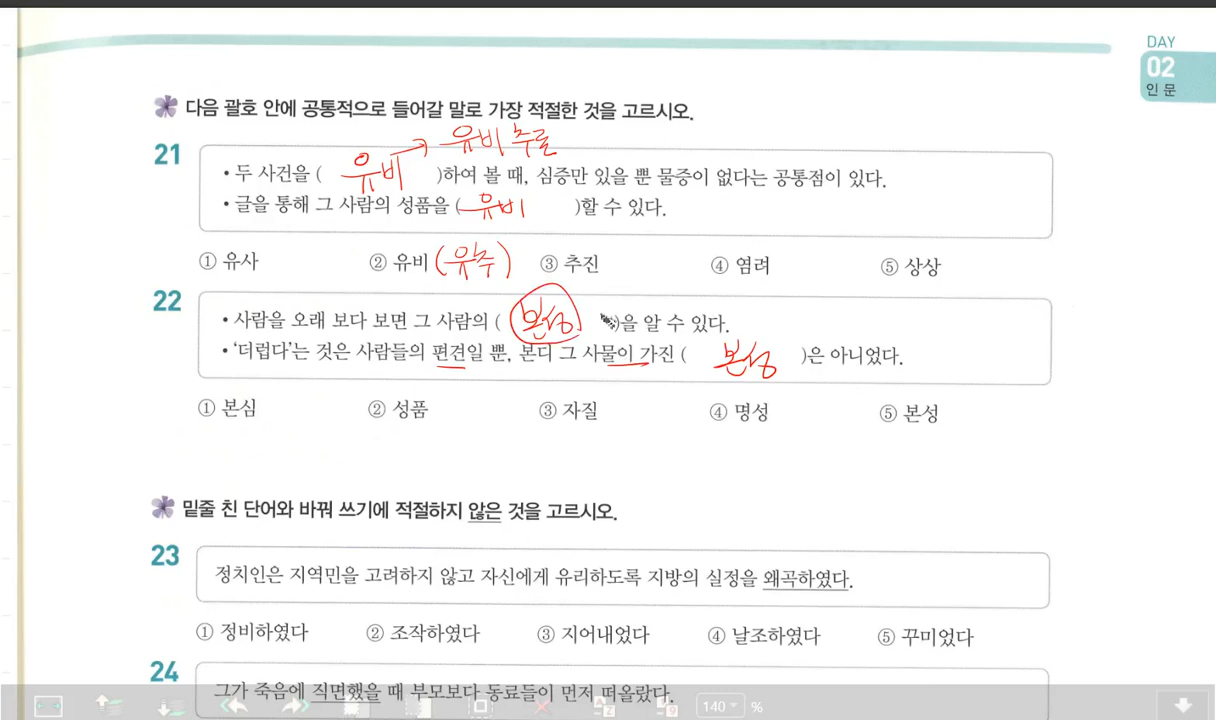 DAY
02
인 문
다음 괄호 안에 공통적으로 들어갈 말로 가장 적절한 것을 고르시오.
유비 추론
21
• 두 사건을 ( 유비 )하여 볼 때, 심증만 있을 뿐 물증이 없다는 공통점이 있다.
• 글을 통해 그 사람의 성품을 ( 유비 )할 수 있다.
① 유사 ② 유비 (유추) ③ 추진 ④ 염려 ⑤ 상상
22
• 사람을 오래 보다 보면 그 사람의 ( 본성 )을 알 수 있다.
• ‘더럽다’는 것은 사람들의 편견일 뿐, 본디 그 사물이 가진 ( 본성 )은 아니었다.
① 본심 ② 성품 ③ 자질 ④ 명성 ⑤ 본성
밑줄 친 단어와 바꿔 쓰기에 적절하지 않은 것을 고르시오.
23
정치인은 지역민을 고려하지 않고 자신에게 유리하도록 지방의 실정을 왜곡하였다.
① 정비하였다 ② 조작하였다 ③ 지어내었다 ④ 날조하였다 ⑤ 꾸미었다
24
그가 죽음에 직면했을 때 부모보다 동료들이 먼저 떠올랐다.
140 %